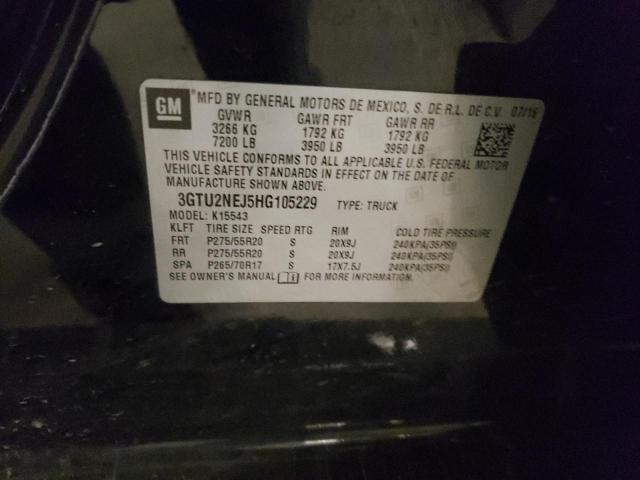 GM ® MFD BY GENERAL MOTORS DE MEXICO, S. DE R.L. DE C.V. 07/16
GVWR GAWR FRT GAWR RR
3266 KG 1792 KG 1792 KG
7200 LB 3950 LB 3950 LB
THIS VEHICLE CONFORMS TO ALL APPLICABLE U.S. FEDERAL MOTOR
VEHICLE SAFETY STANDARDS IN EFFECT ON THE DATE OF
MANUFACTURE SHOWN ABOVE.
3GTU2NEJ5HG105229 TYPE: TRUCK
MODEL: K15543
KLFT TIRE SIZE SPEED RTG RIM COLD TIRE PRESSURE
FRT P275/55R20 S 20X9J 240KPA(35PSI)
RR P275/55R20 S 20X9J 240KPA(35PSI)
SPA P265/70R17 S 17X7.5J 240KPA(35PSI)
SEE OWNER'S MANUAL FOR MORE INFORMATION.